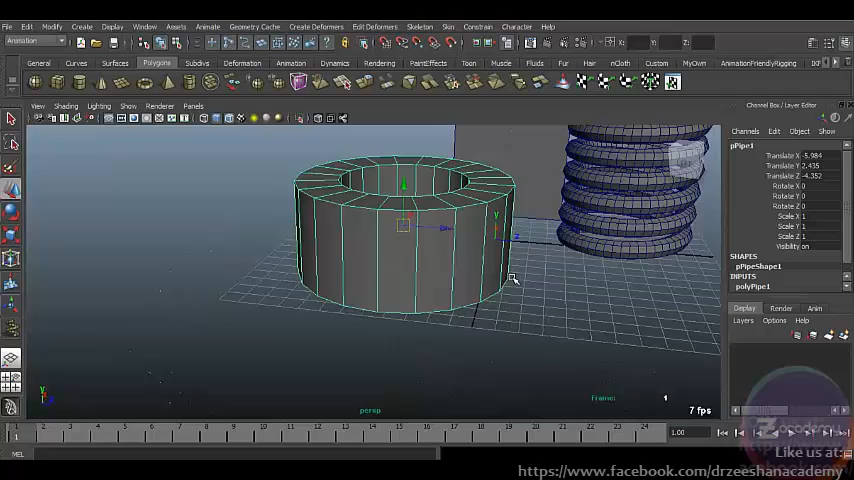 File Edit Modify Create Display Window Assets Animate Geometry Cache Create Deformers Edit Deformers Skeleton Skin Constrain Character Help
Animation X: Y: Z:
General Curves Surfaces Polygons Subdivs Deformation Animation Dynamics Rendering PaintEffects Toon Muscle Fluids Fur Hair nCloth Custom MyOwn AnimationFriendlyRigging
View Shading Lighting Show Renderer Panels
Channel Box / Layer Editor
Channels Edit Object Show
pPipe1
Translate X -5.984
Translate Y 2.435
Translate Z -4.352
Rotate X 0
Rotate Y 0
Rotate Z 0
Scale X 1
Scale Y 1
Scale Z 1
Visibility on
SHAPES
pPipeShape1
INPUTS
polyPipe1
y
z
Display Render Anim
Layers Options Help
persp
Frame: 1
7 fps
1 2 3 4 5 6 7 8 9 10 11 12 13 14 15 16 17 18 19 20 21 22 23 24
1 1.00
MEL
Like us at:
https://www.facebook.com/drzeeshanacademy